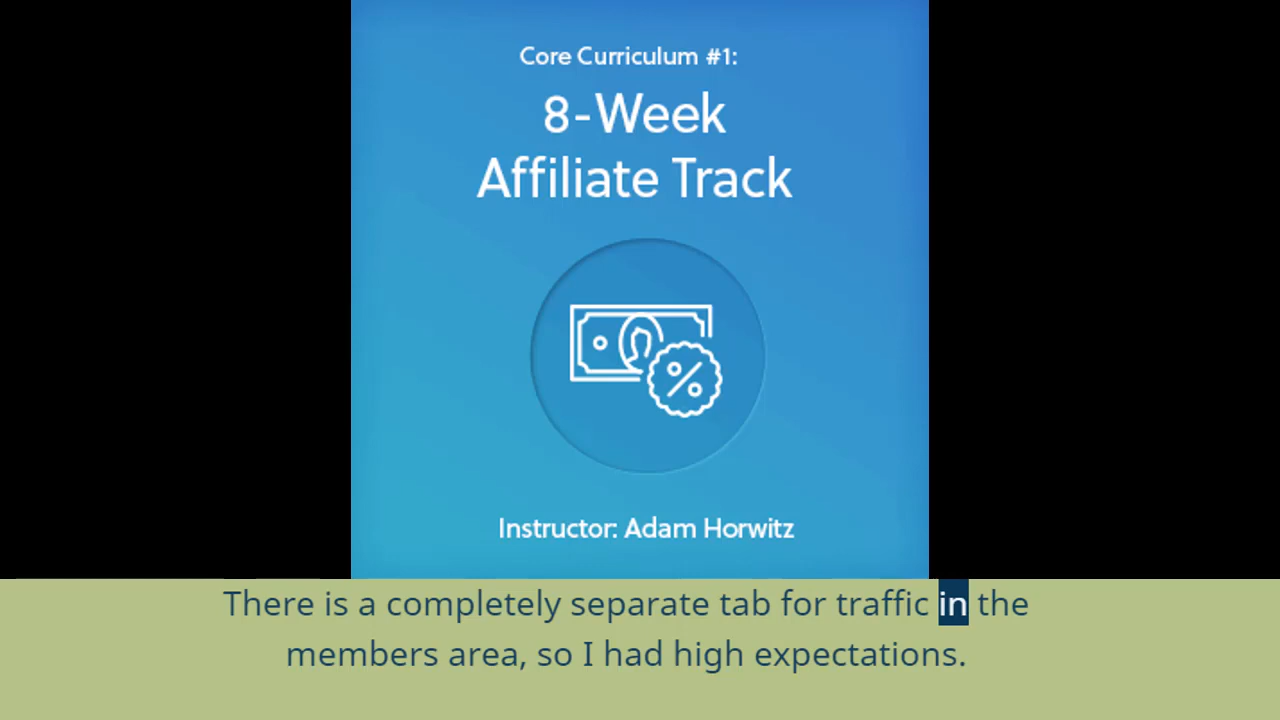 Core Curriculum #1:
8-Week
Affiliate Track
%
Instructor: Adam Horwitz
There is a completely separate tab for traffic in the
members area, so I had high expectations.